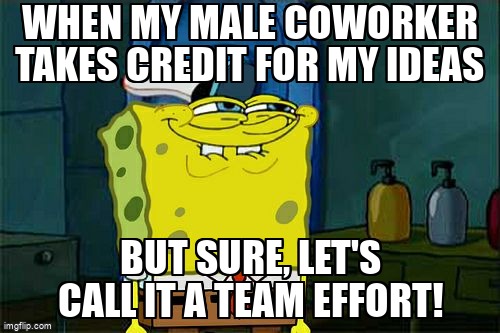 WHEN MY MALE COWORKER
TAKES CREDIT FOR MY IDEAS
BUT SURE, LET'S
CALL IT A TEAM EFFORT!
imgflip.com